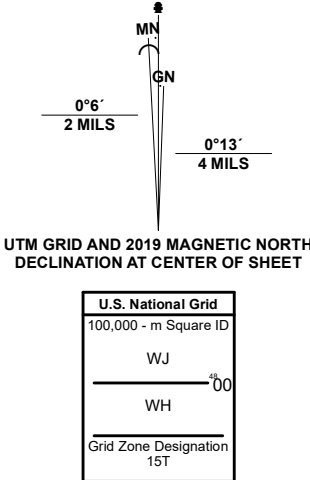 MN
GN
0°6´
2 MILS
0°13´
4 MILS
UTM GRID AND 2019 MAGNETIC NORTH
DECLINATION AT CENTER OF SHEET
U.S. National Grid
100,000 - m Square ID
WJ
48 00
WH
Grid Zone Designation
15T